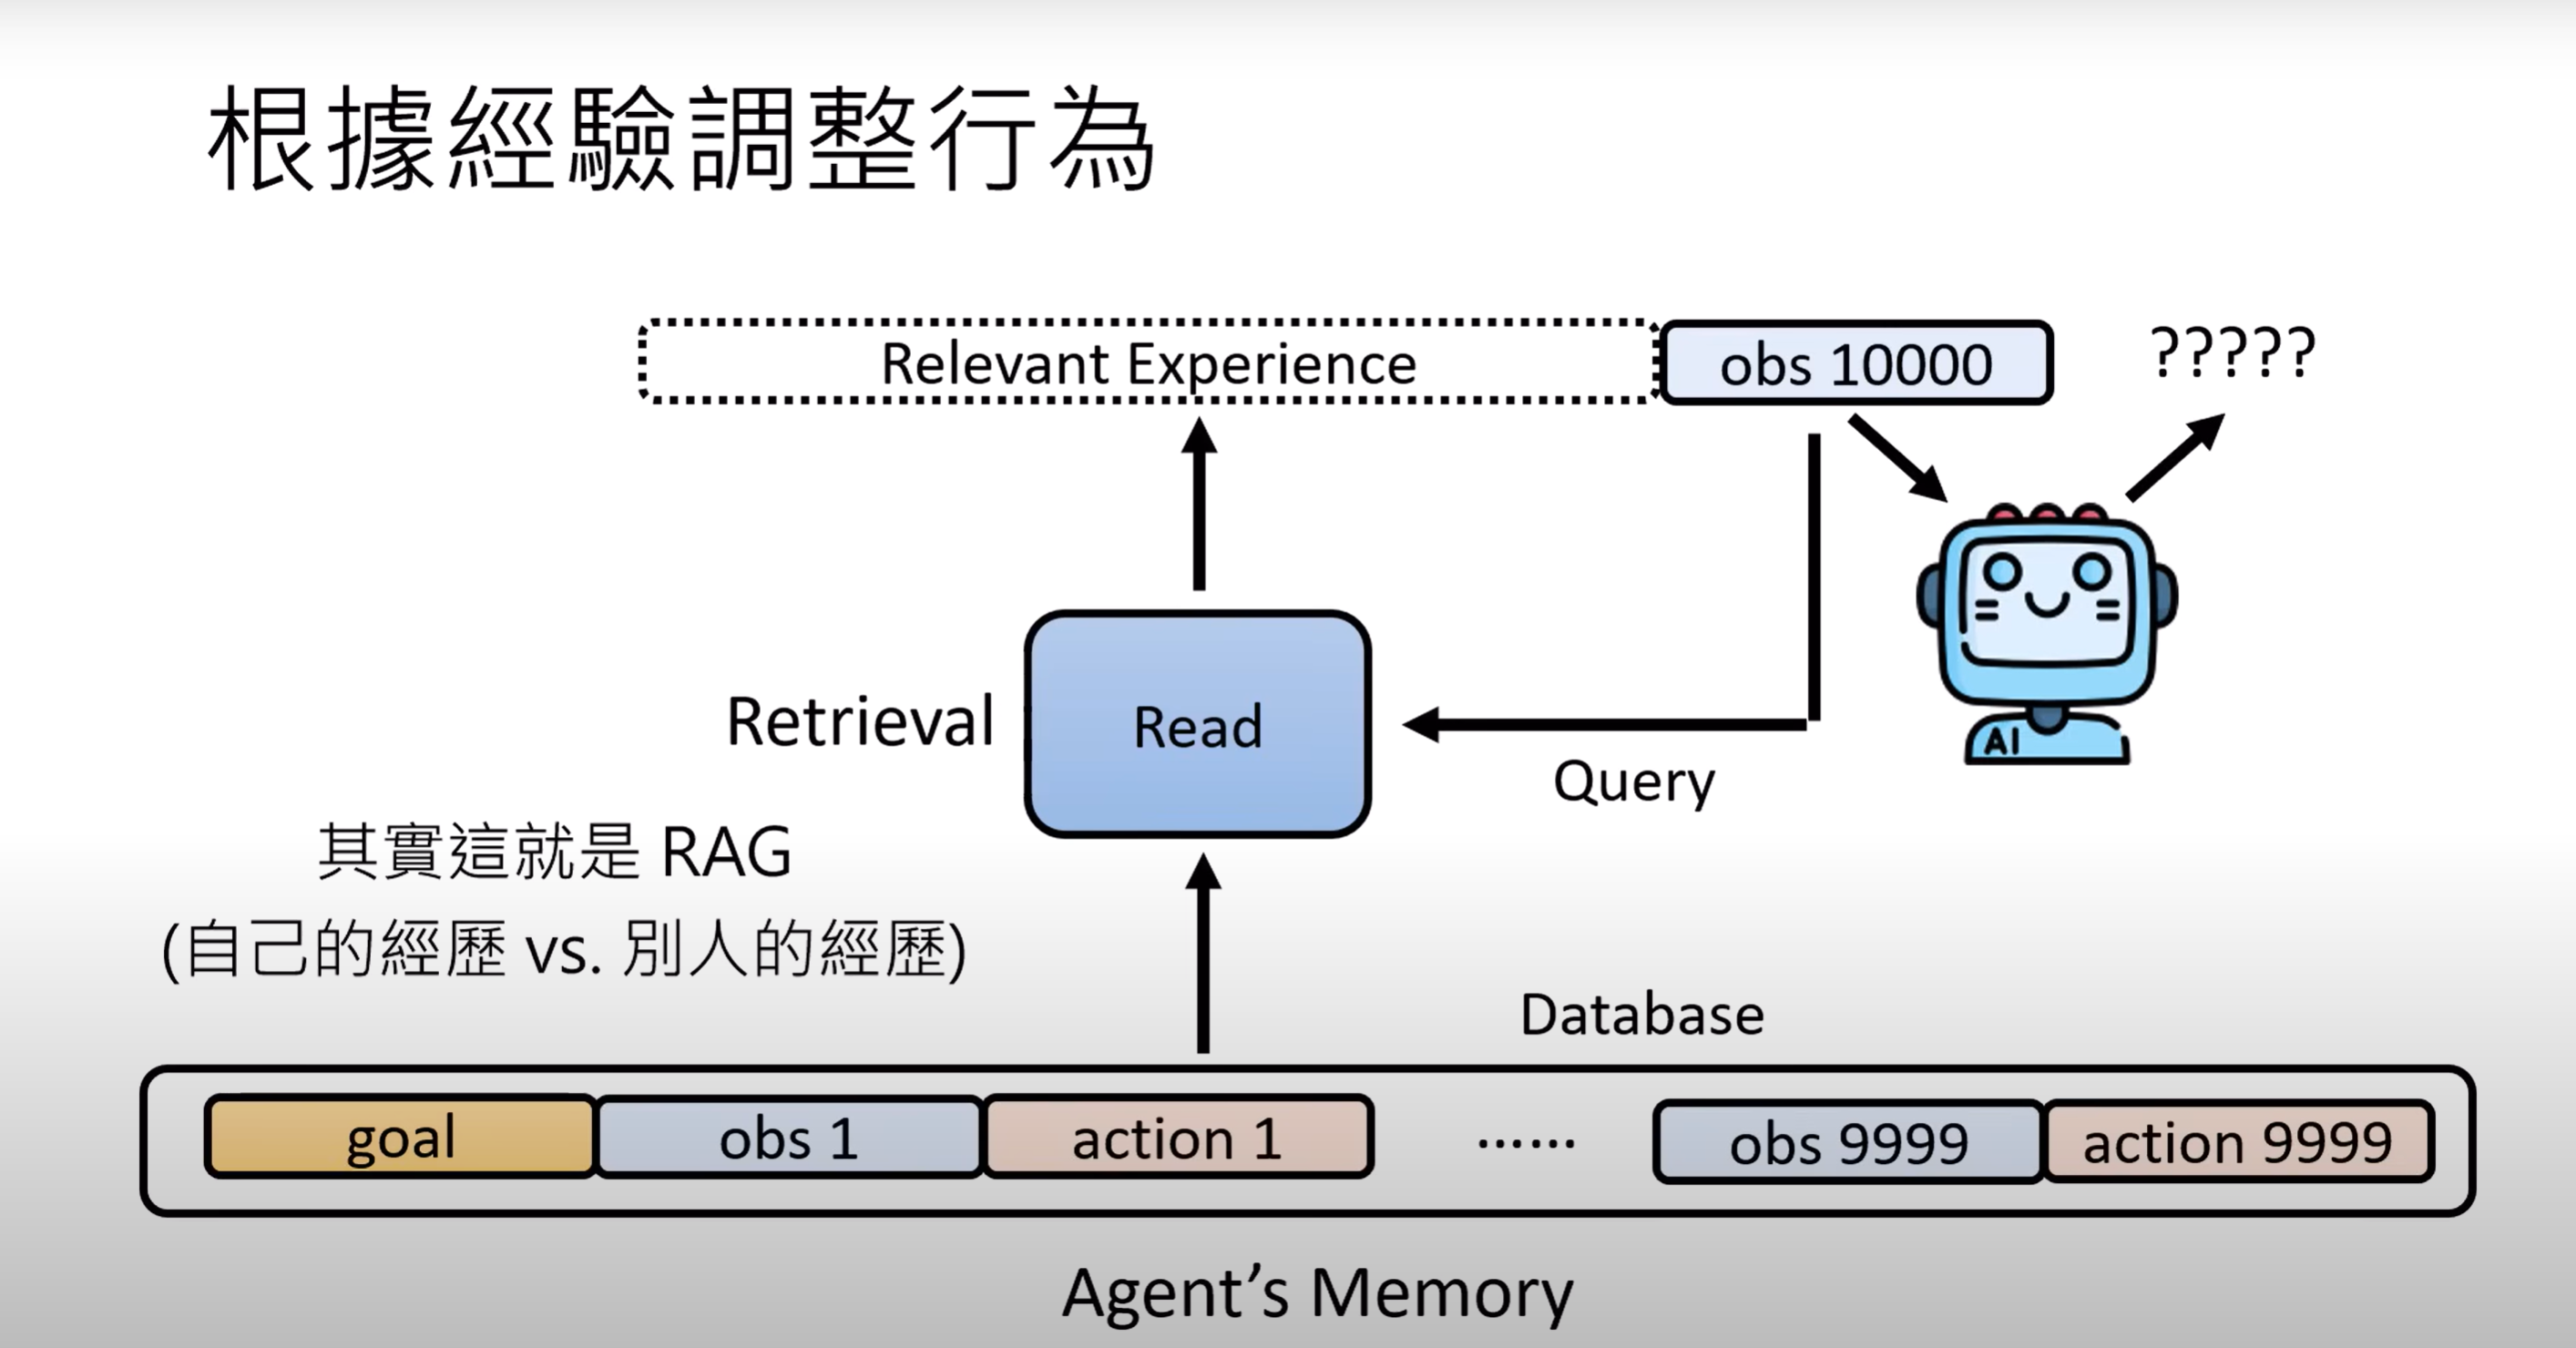 根據經驗調整行為
Relevant Experience
obs 10000
?????
Retrieval
Read
Query
AI
其實這就是 RAG
(自己的經歷 vs. 別人的經歷)
Database
goal
obs 1
action 1
……
obs 9999
action 9999
Agent’s Memory